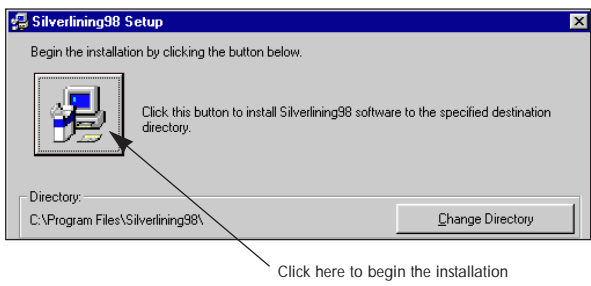 Silverlining98 Setup
Begin the installation by clicking the button below.
Click this button to install Silverlining98 software to the specified destination
directory.
Directory:
C:\Program Files\Silverlining98\
Change Directory
Click here to begin the installation